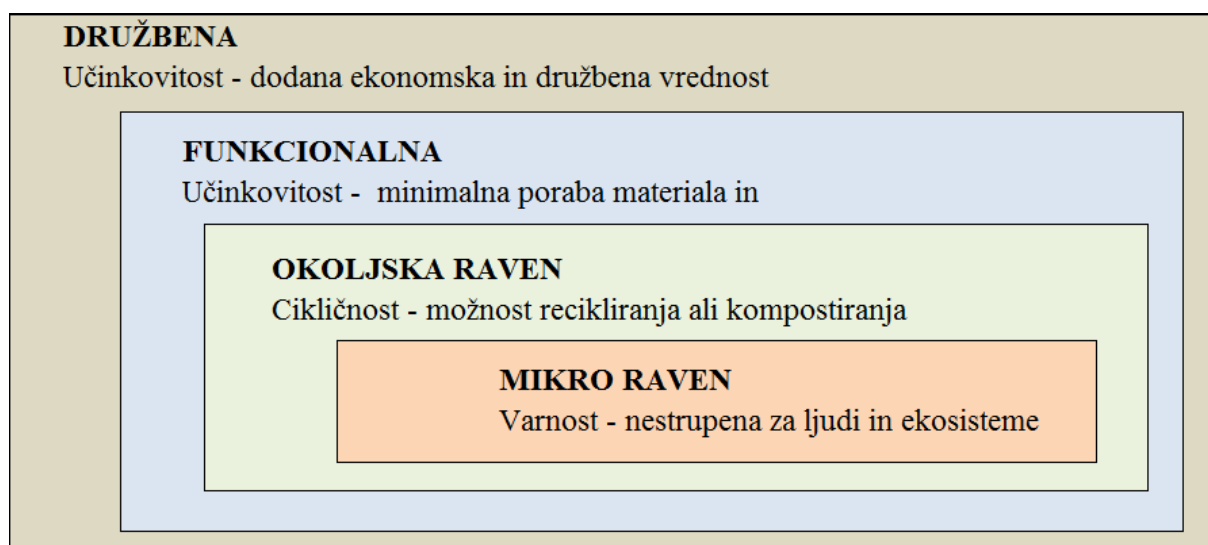 DRUŽBENA
Učinkovitost - dodana ekonomska in družbena vrednost
FUNKCIONALNA
Učinkovitost - minimalna poraba materiala in
OKOLJSKA RAVEN
Cikličnost - možnost recikliranja ali kompostiranja
MIKRO RAVEN
Varnost - nestrupena za ljudi in ekosisteme